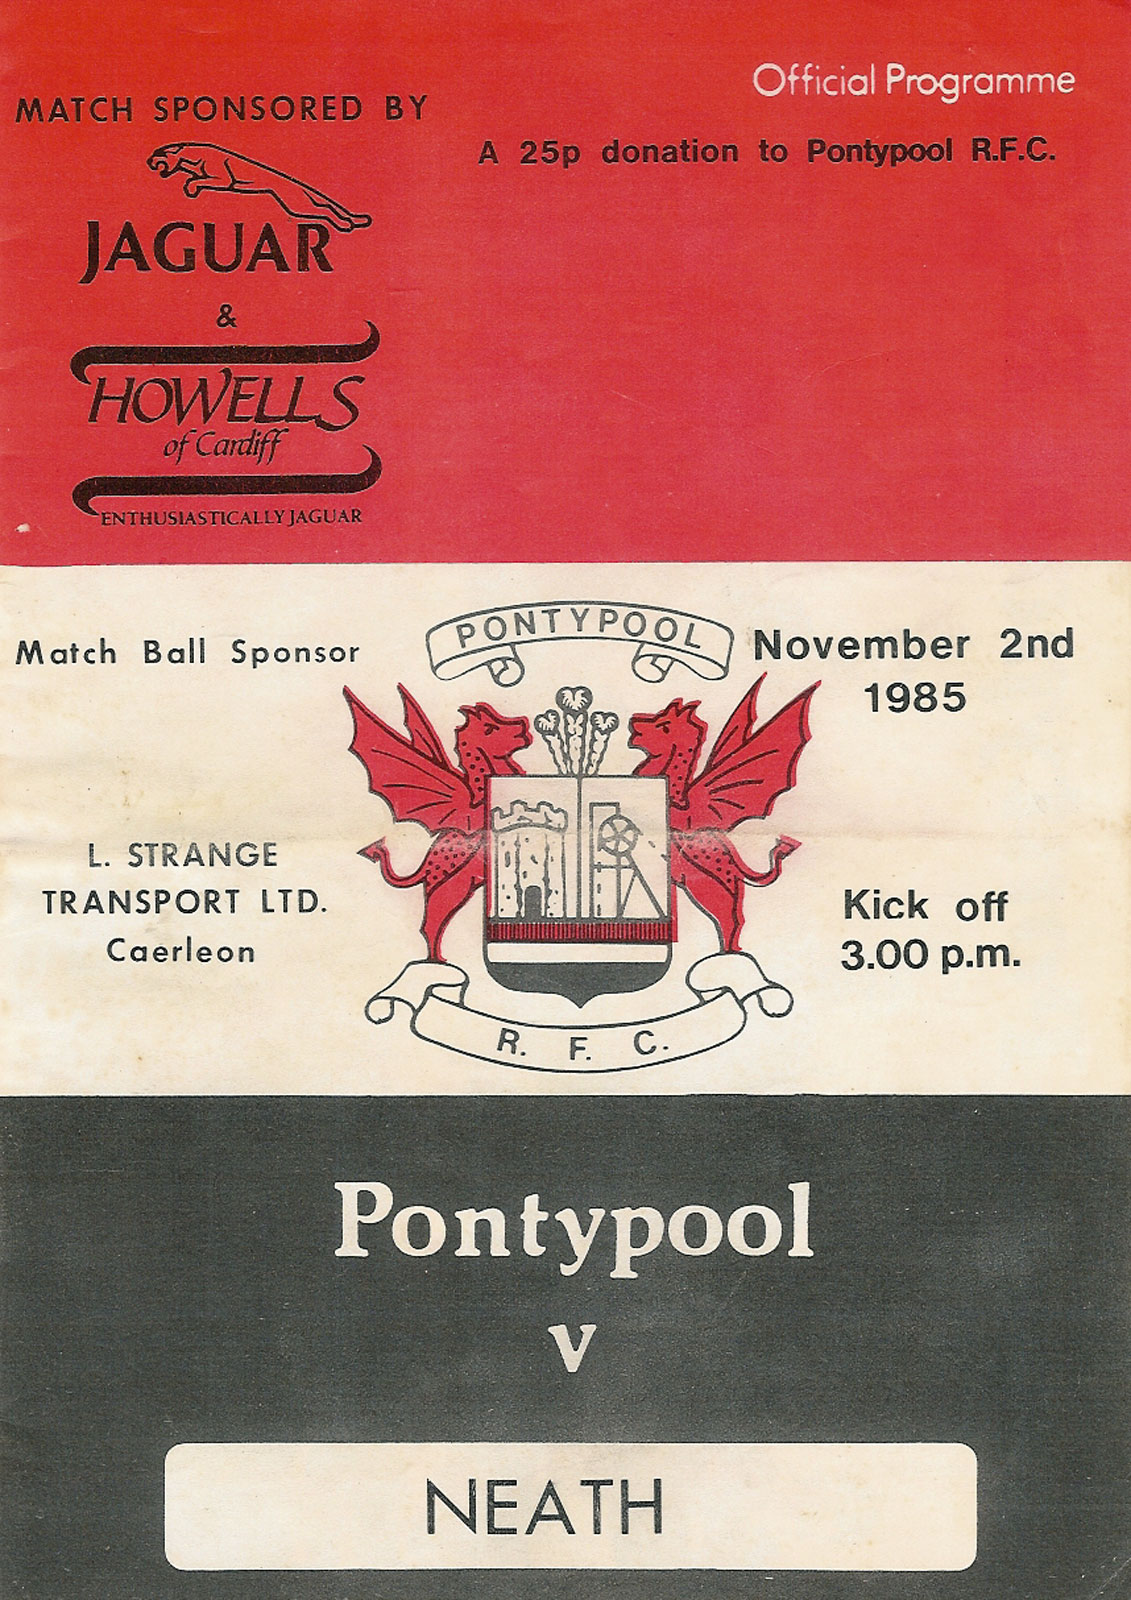 Official Programme
MATCH SPONSORED BY
A 25p donation to Pontypool R.F.C.
JAGUAR
&
HOWELLS
of Cardiff
ENTHUSIASTICALLY JAGUAR
PONTYPOOL
Match Ball Sponsor
November 2nd
1985
L. STRANGE
TRANSPORT LTD.
Caerleon
Kick off
3.00 p.m.
R. F. C.
Pontypool
v
NEATH